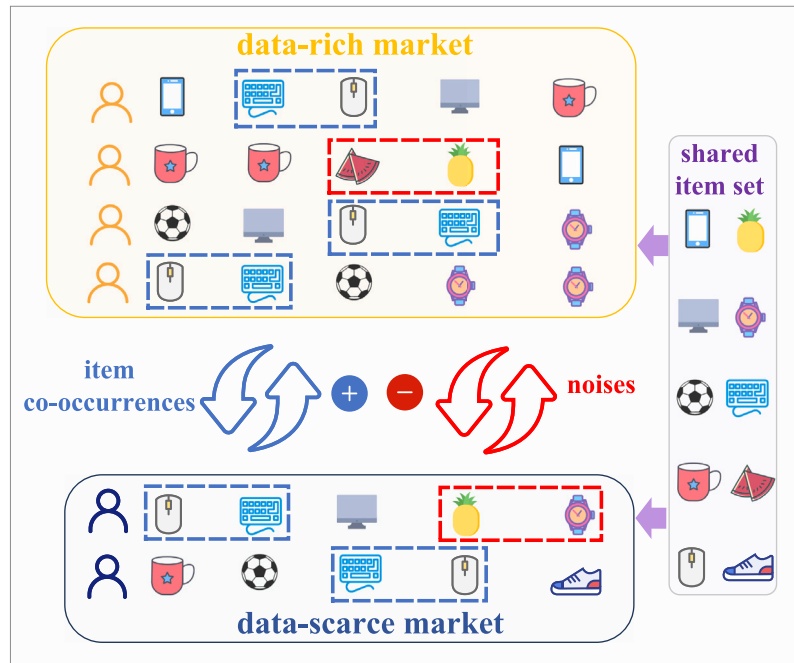 data-rich market
shared
item set
item
co-occurrences
+
−
noises
data-scarce market